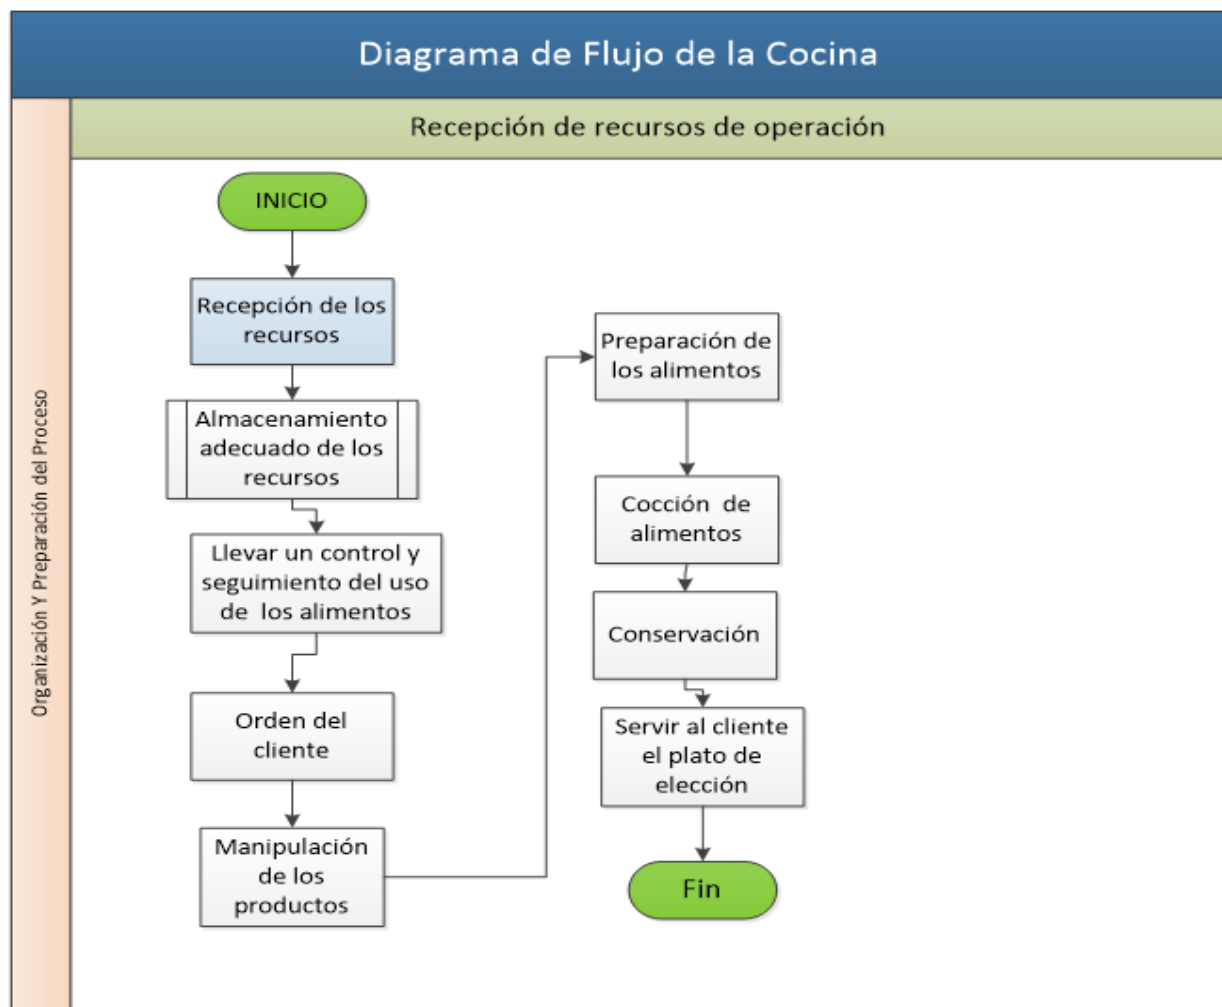 Diagrama de Flujo de la Cocina
Recepción de recursos de operación
Organización Y Preparación del Proceso
INICIO
Recepción de los
recursos
Almacenamiento
adecuado de los
recursos
Llevar un control y
seguimiento del uso
de los alimentos
Orden del
cliente
Manipulación
de los
productos
Preparación de
los alimentos
Cocción de
alimentos
Conservación
Servir al cliente
el plato de
elección
Fin